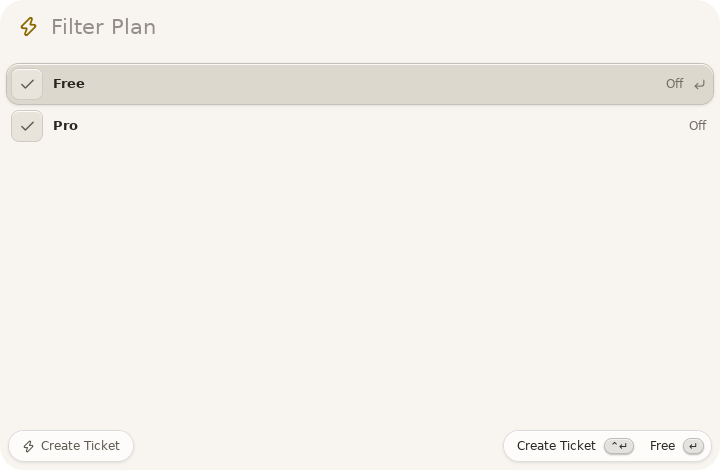 Filter Plan
Free Off ↵
Pro Off
Create Ticket
Create Ticket ^↵ Free ↵